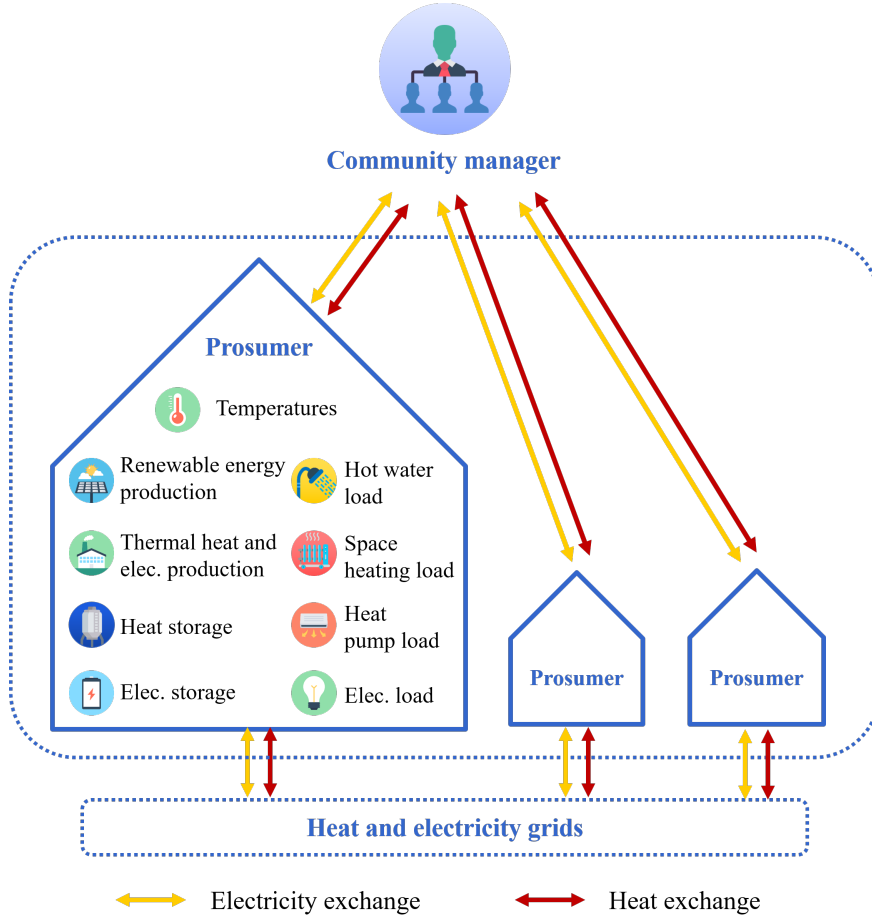 Community manager
Prosumer
Temperatures
Renewable energy
production
Hot water
load
Thermal heat and
elec. production
Space
heating load
Heat storage
Heat
pump load
Elec. storage
Elec. load
Prosumer
Prosumer
Heat and electricity grids
Electricity exchange
Heat exchange